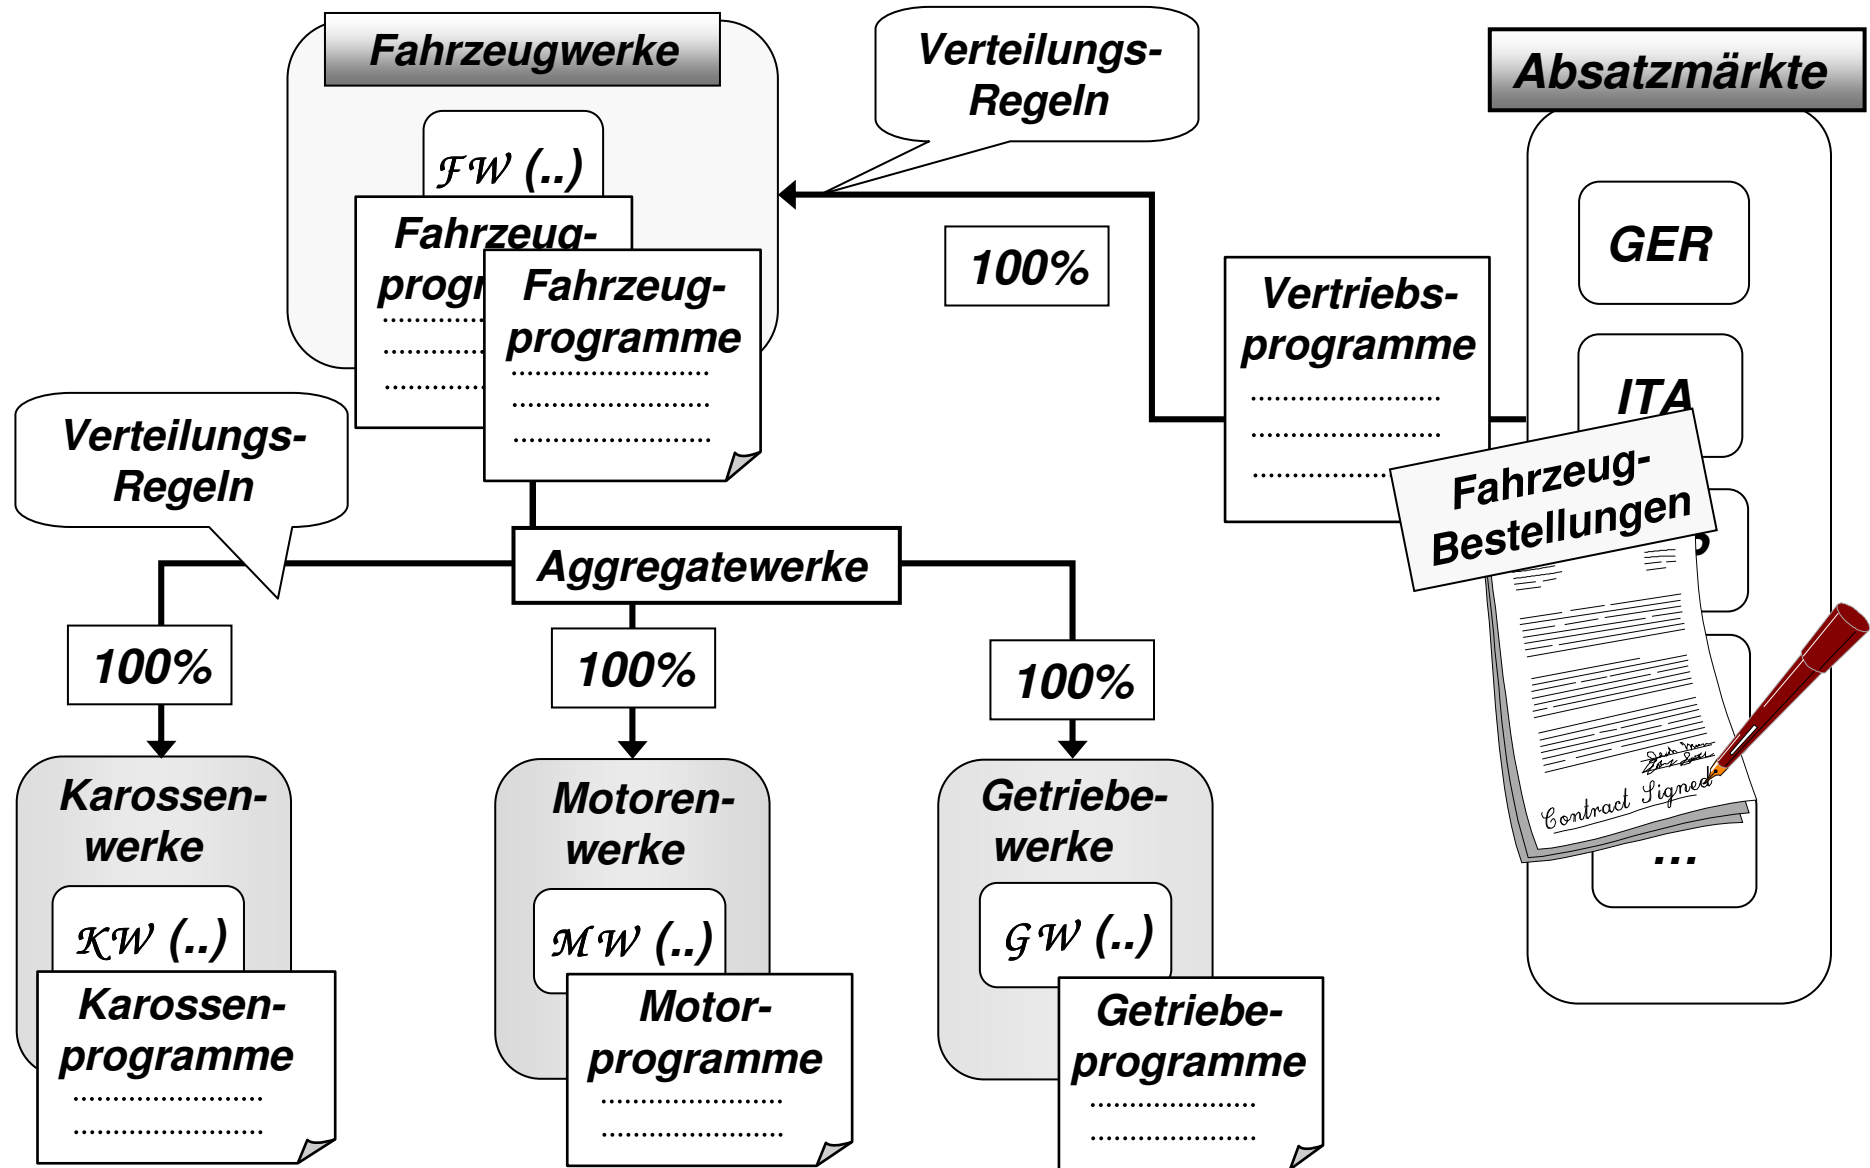 Fahrzeugwerke
Verteilungs-
Regeln
Absatzmärkte
FW (..)
Fahrzeug-
Fahrzeug-
programme
100%
GER
Vertriebs-
programme
ITA
Verteilungs-
Regeln
Fahrzeug-
Bestellungen
Aggregatewerke
100%
100%
100%
Contract Signed
...
Karossen-
werke
Motoren-
werke
Getriebe-
werke
KW (..)
MW (..)
GW (..)
Karossen-
programme
Motor-
programme
Getriebe-
programme